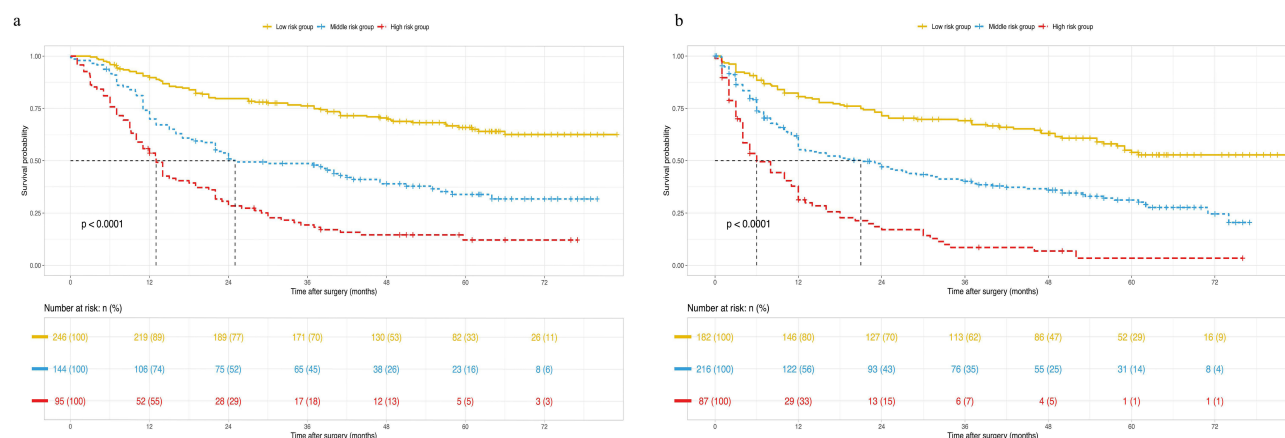 a
Low risk group Middle risk group High risk group
1.00
0.75
0.50
0.25
0.00
Survival probability
p < 0.0001
0 12 24 36 48 60 72
Time after surgery (months)
Number at risk: n (%)
246 (100) 219 (89) 189 (77) 171 (70) 130 (53) 82 (33) 26 (11)
144 (100) 106 (74) 75 (52) 65 (45) 38 (26) 23 (16) 8 (6)
95 (100) 52 (55) 28 (29) 17 (18) 12 (13) 5 (5) 3 (3)
0 12 24 36 48 60 72
Time after surgery (months)
b
Low risk group Middle risk group High risk group
1.00
0.75
0.50
0.25
0.00
Survival probability
p < 0.0001
0 12 24 36 48 60 72
Time after surgery (months)
Number at risk: n (%)
182 (100) 146 (80) 127 (70) 113 (62) 86 (47) 52 (29) 16 (9)
216 (100) 122 (56) 93 (43) 76 (35) 55 (25) 31 (14) 8 (4)
87 (100) 29 (33) 13 (15) 6 (7) 4 (5) 1 (1) 1 (1)
0 12 24 36 48 60 72
Time after surgery (months)